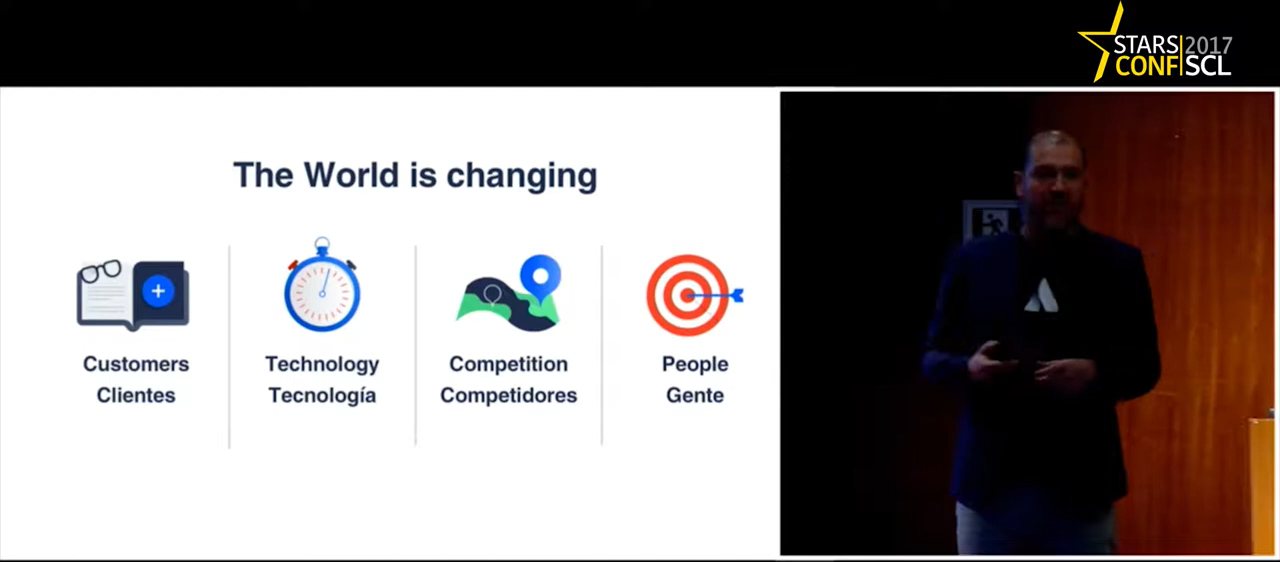 STARS 2017
CONF SCL
The World is changing
Customers
Clientes
Technology
Tecnología
Competition
Competidores
People
Gente